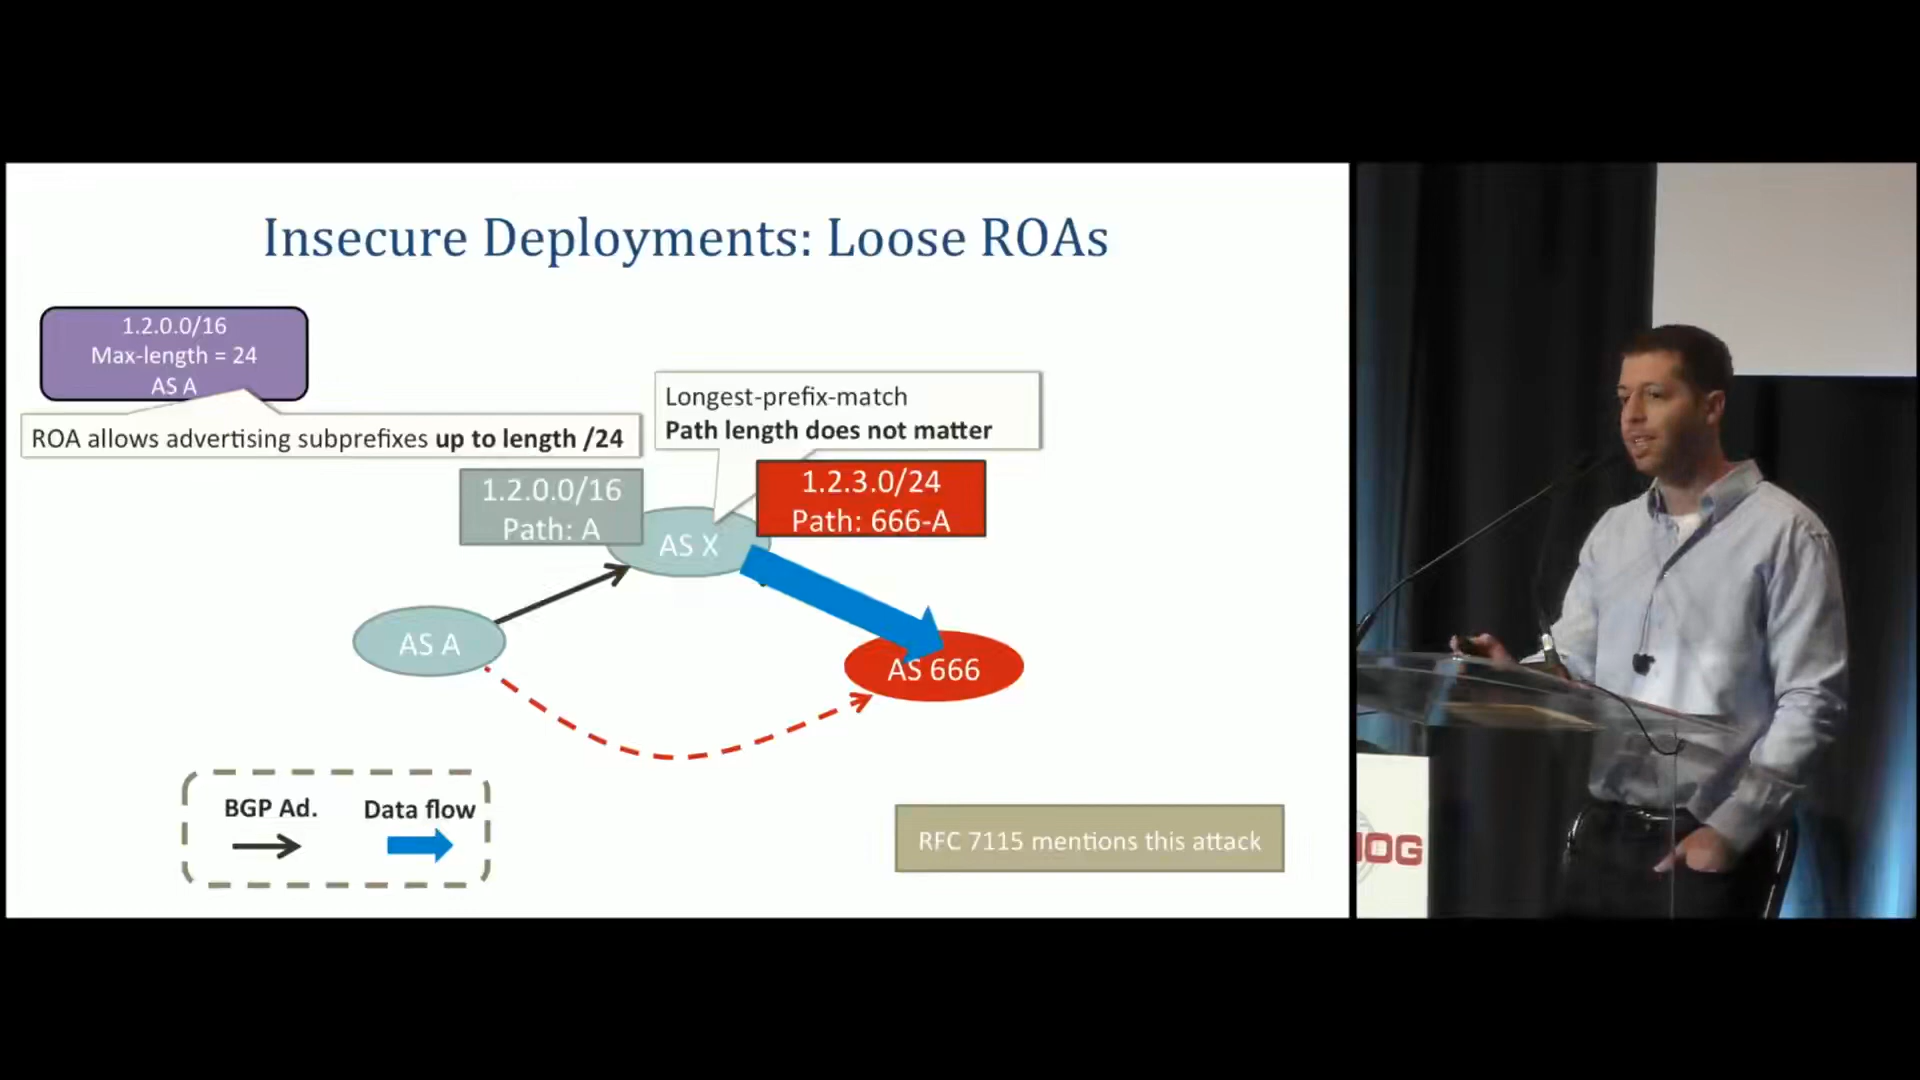 Insecure Deployments: Loose ROAs
1.2.0.0/16
Max-length = 24
AS A
ROA allows advertising subprefixes up to length /24
Longest-prefix-match
Path length does not matter
1.2.0.0/16
Path: A
1.2.3.0/24
Path: 666-A
AS X
AS A
AS 666
BGP Ad.
Data flow
RFC 7115 mentions this attack